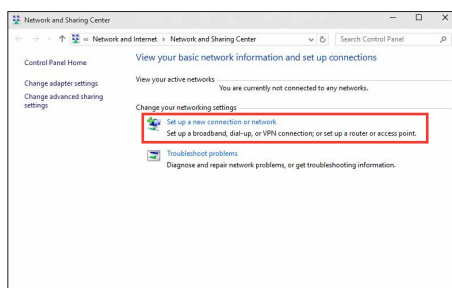 Network and Sharing Center
« Network and Internet › Network and Sharing Center
Search Control Panel
Control Panel Home
Change adapter settings
Change advanced sharing
settings
View your basic network information and set up connections
View your active networks
You are currently not connected to any networks.
Change your networking settings
Set up a new connection or network
Set up a broadband, dial-up, or VPN connection; or set up a router or access point.
Troubleshoot problems
Diagnose and repair network problems, or get troubleshooting information.